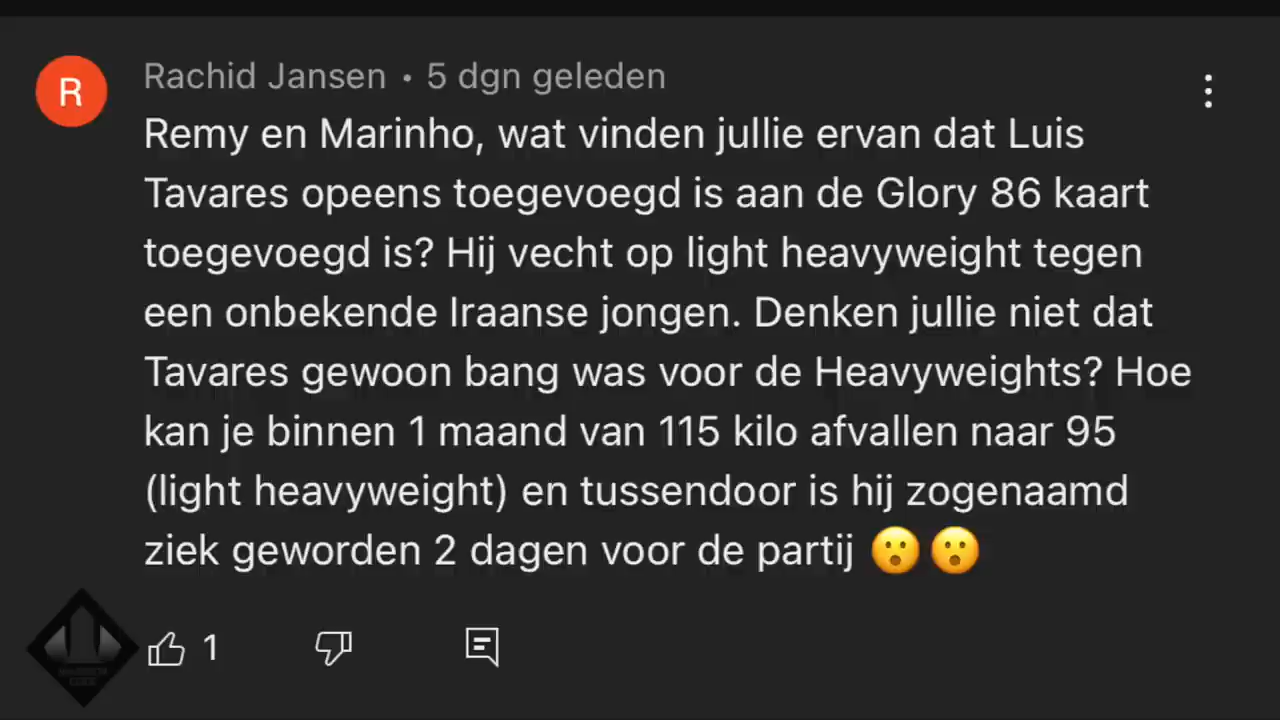 R
Rachid Jansen • 5 dgn geleden
Remy en Marinho, wat vinden jullie ervan dat Luis
Tavares opeens toegevoegd is aan de Glory 86 kaart
toegevoegd is? Hij vecht op light heavyweight tegen
een onbekende Iraanse jongen. Denken jullie niet dat
Tavares gewoon bang was voor de Heavyweights? Hoe
kan je binnen 1 maand van 115 kilo afvallen naar 95
(light heavyweight) en tussendoor is hij zogenaamd
ziek geworden 2 dagen voor de partij 😮😮
1